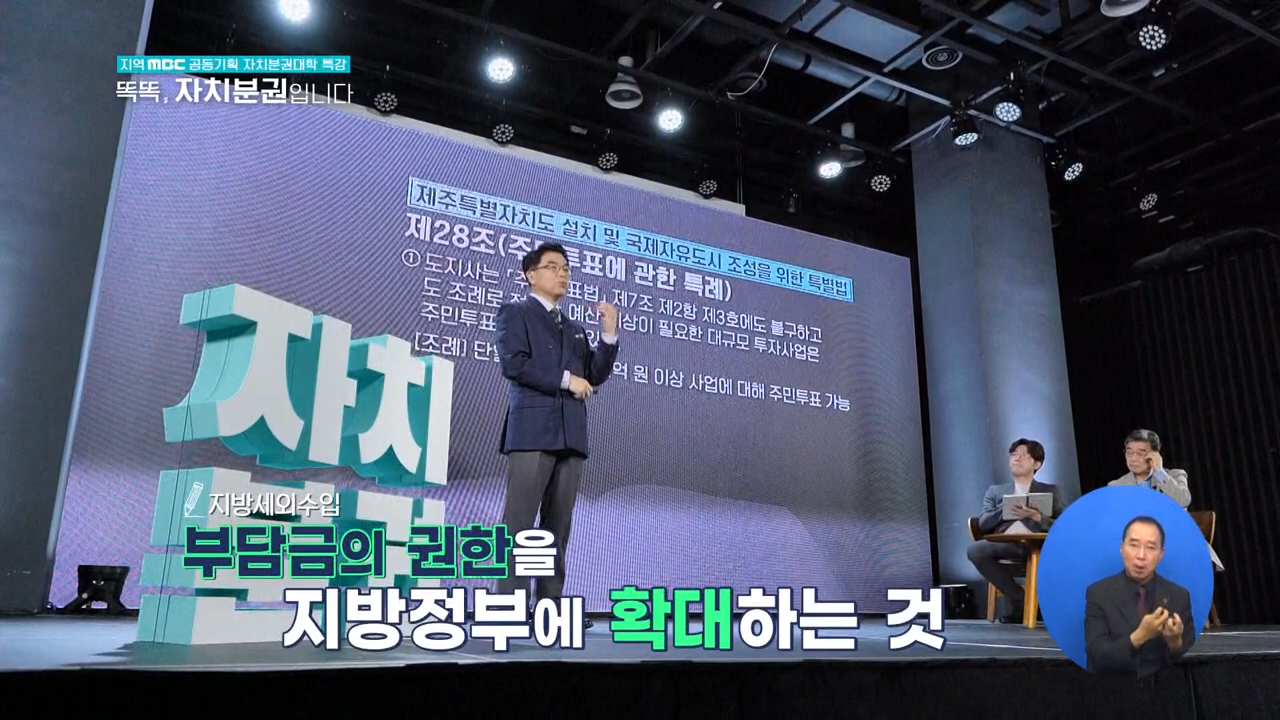 지역 MBC 공동기획 자치분권대학 특강
똑똑, 자치분권입니다
제주특별자치도 설치 및 국제자유도시 조성을 위한 특별법
제28조(주 투표에 관한 특례)
① 도지사는 「주 표법」 제7조 제2항 제3호에도 불구하고
도 조례로 예산 이상이 필요한 대규모 투자사업은
주민투표
[조례] 단 억 원 이상 사업에 대해 주민투표 가능
자치
지방세외수입
부담금의 권한을
지방정부에 확대하는 것